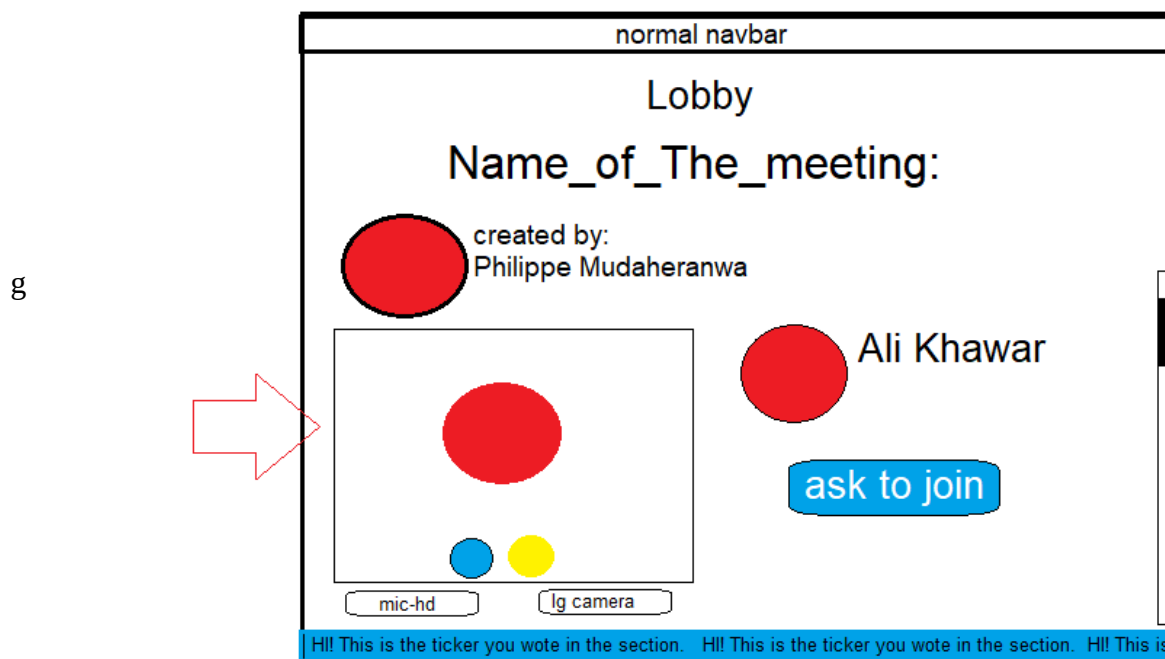 normal navbar
Lobby
Name_of_The_meeting:
created by:
Philippe Mudaheranwa
g
Ali Khawar
ask to join
mic-hd
lg camera
HI! This is the ticker you wote in the section. HI! This is the ticker you wote in the section. HI! This is